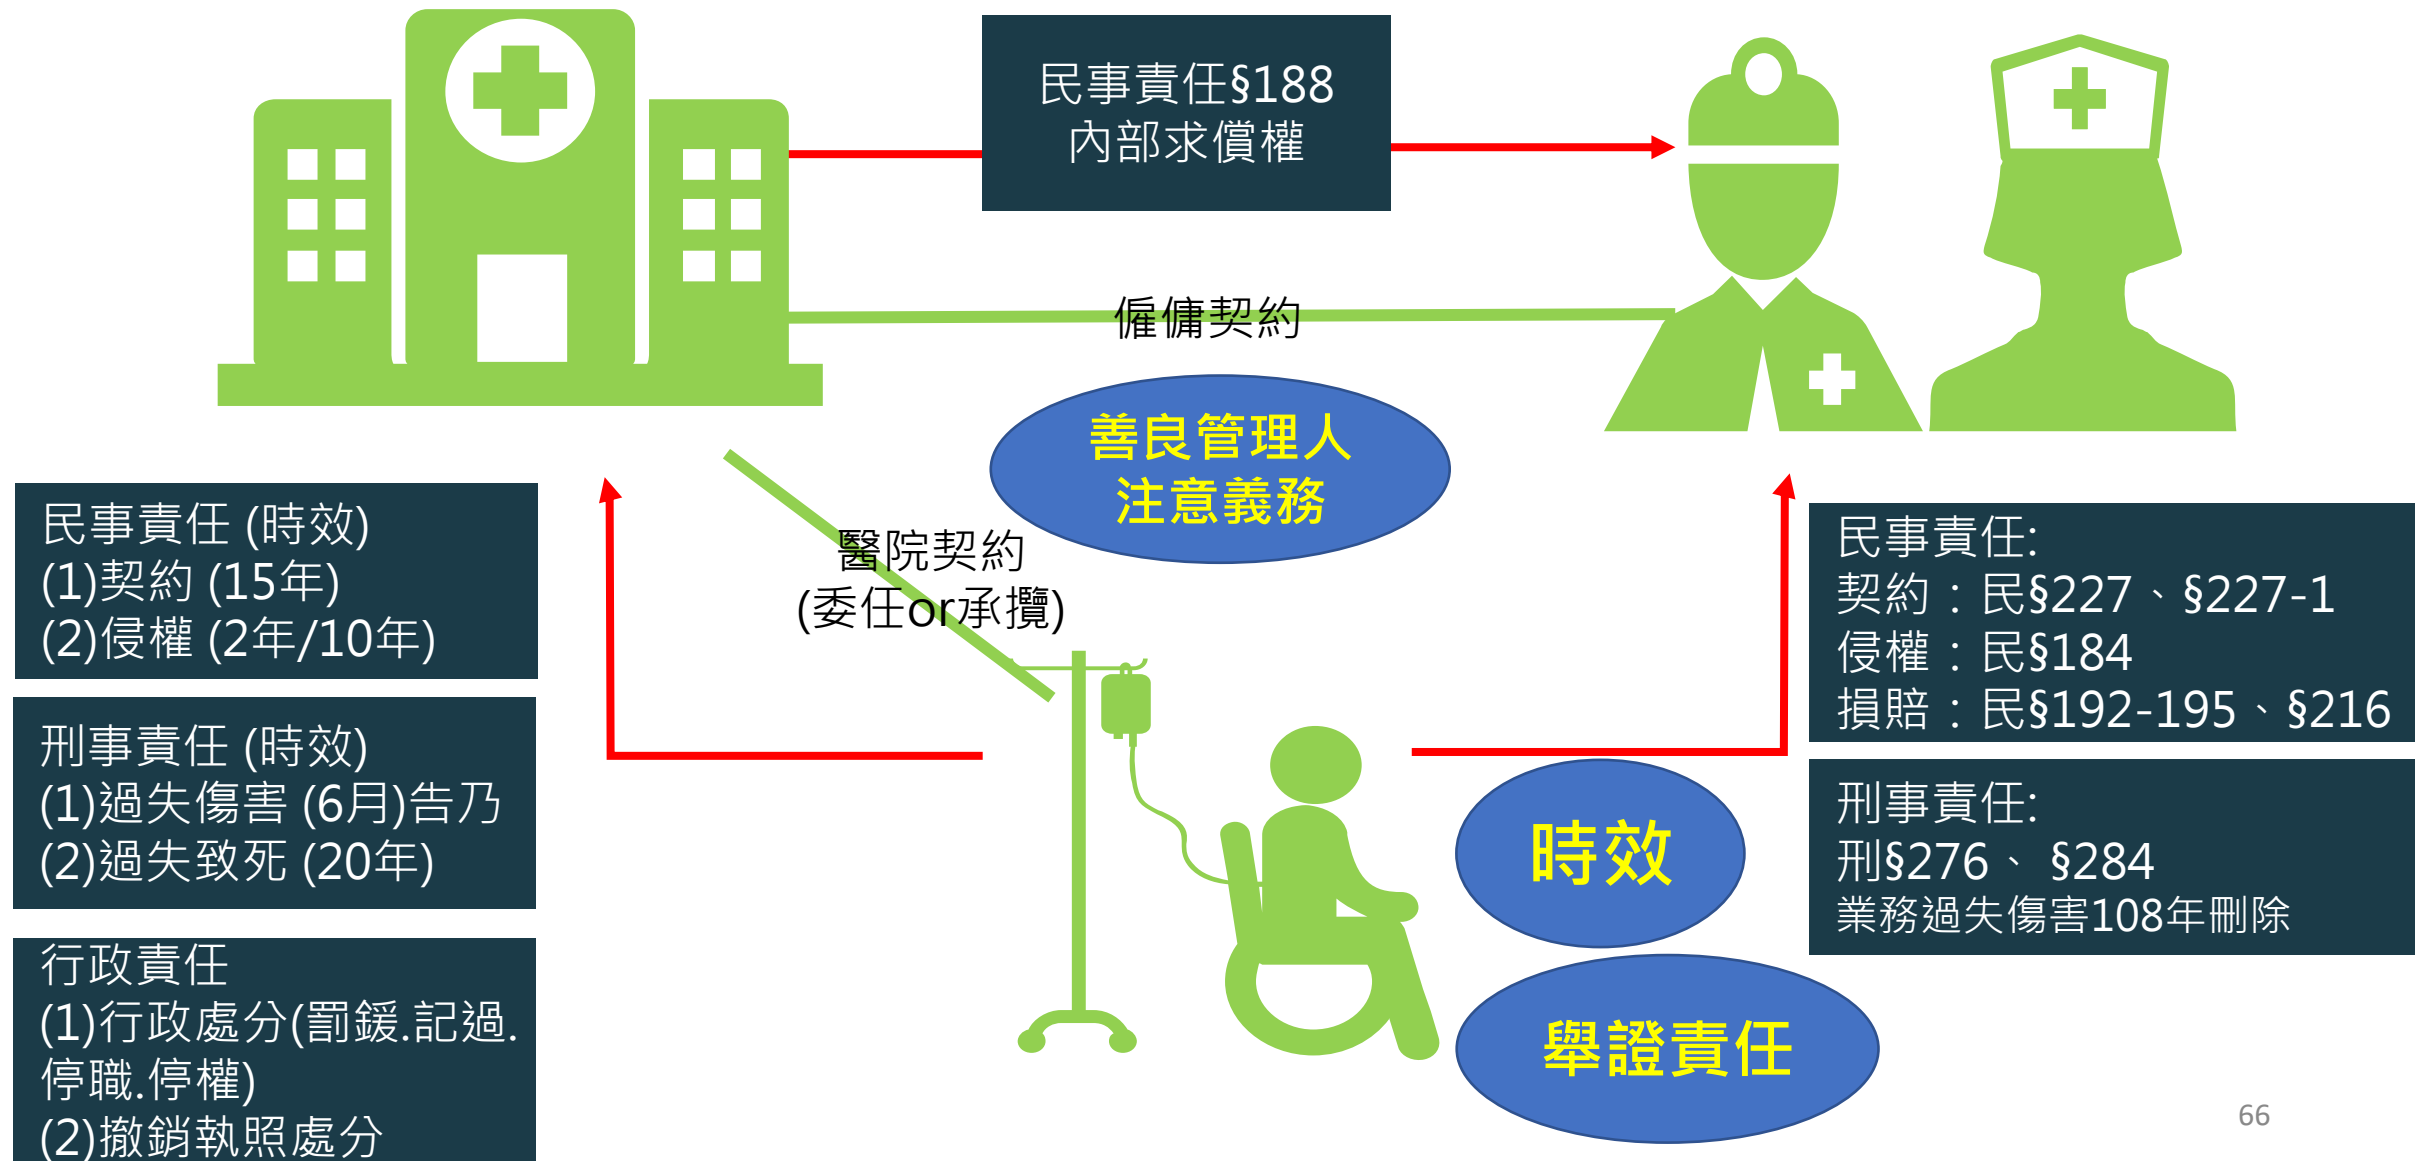 民事責任§188
內部求償權
僱傭契約
善良管理人
注意義務
醫院契約
(委任or承攬)
民事責任 (時效)
(1)契約 (15年)
(2)侵權 (2年/10年)
刑事責任 (時效)
(1)過失傷害 (6月)告乃
(2)過失致死 (20年)
行政責任
(1)行政處分(罰鍰.記過.
停職.停權)
(2)撤銷執照處分
民事責任:
契約：民§227、§227-1
侵權：民§184
損賠：民§192-195、§216
刑事責任:
刑§276、 §284
業務過失傷害108年刪除
時效
舉證責任
66